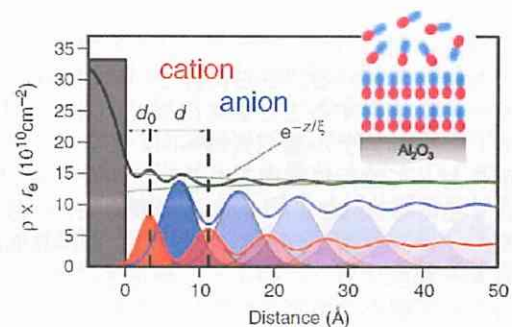 35
30
25
20
15
10
5
0
ρ × rₑ (10¹⁰cm⁻²)
cation
anion
d₀ d
e⁻ᶻ/ξ
Al₂O₃
0 10 20 30 40 50
Distance (Å)